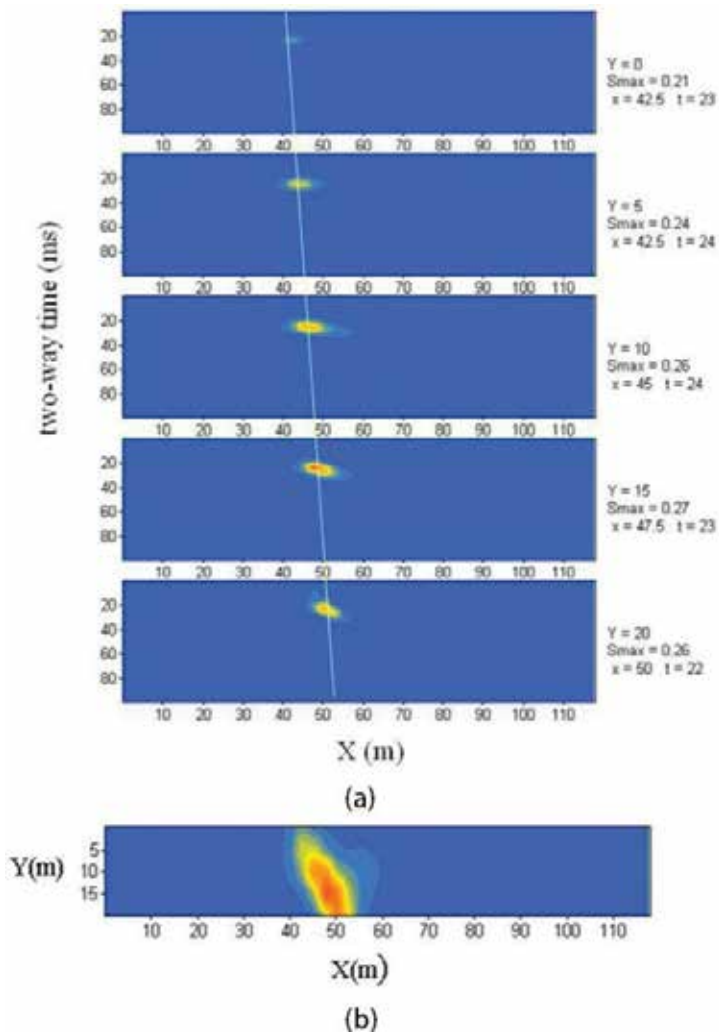 two-way time (ms)
20
40
60
80
10 20 30 40 50 60 70 80 90 100 110
Y = 0
Smax = 0.21
x = 42.5 t = 23
20
40
60
80
10 20 30 40 50 60 70 80 90 100 110
Y = 5
Smax = 0.24
x = 42.5 t = 24
20
40
60
80
10 20 30 40 50 60 70 80 90 100 110
Y = 10
Smax = 0.26
x = 45 t = 24
20
40
60
80
10 20 30 40 50 60 70 80 90 100 110
Y = 15
Smax = 0.27
x = 47.5 t = 23
20
40
60
80
10 20 30 40 50 60 70 80 90 100 110
Y = 20
Smax = 0.26
x = 50 t = 22
X (m)
(a)
Y(m)
5
10
15
10 20 30 40 50 60 70 80 90 100 110
X(m)
(b)